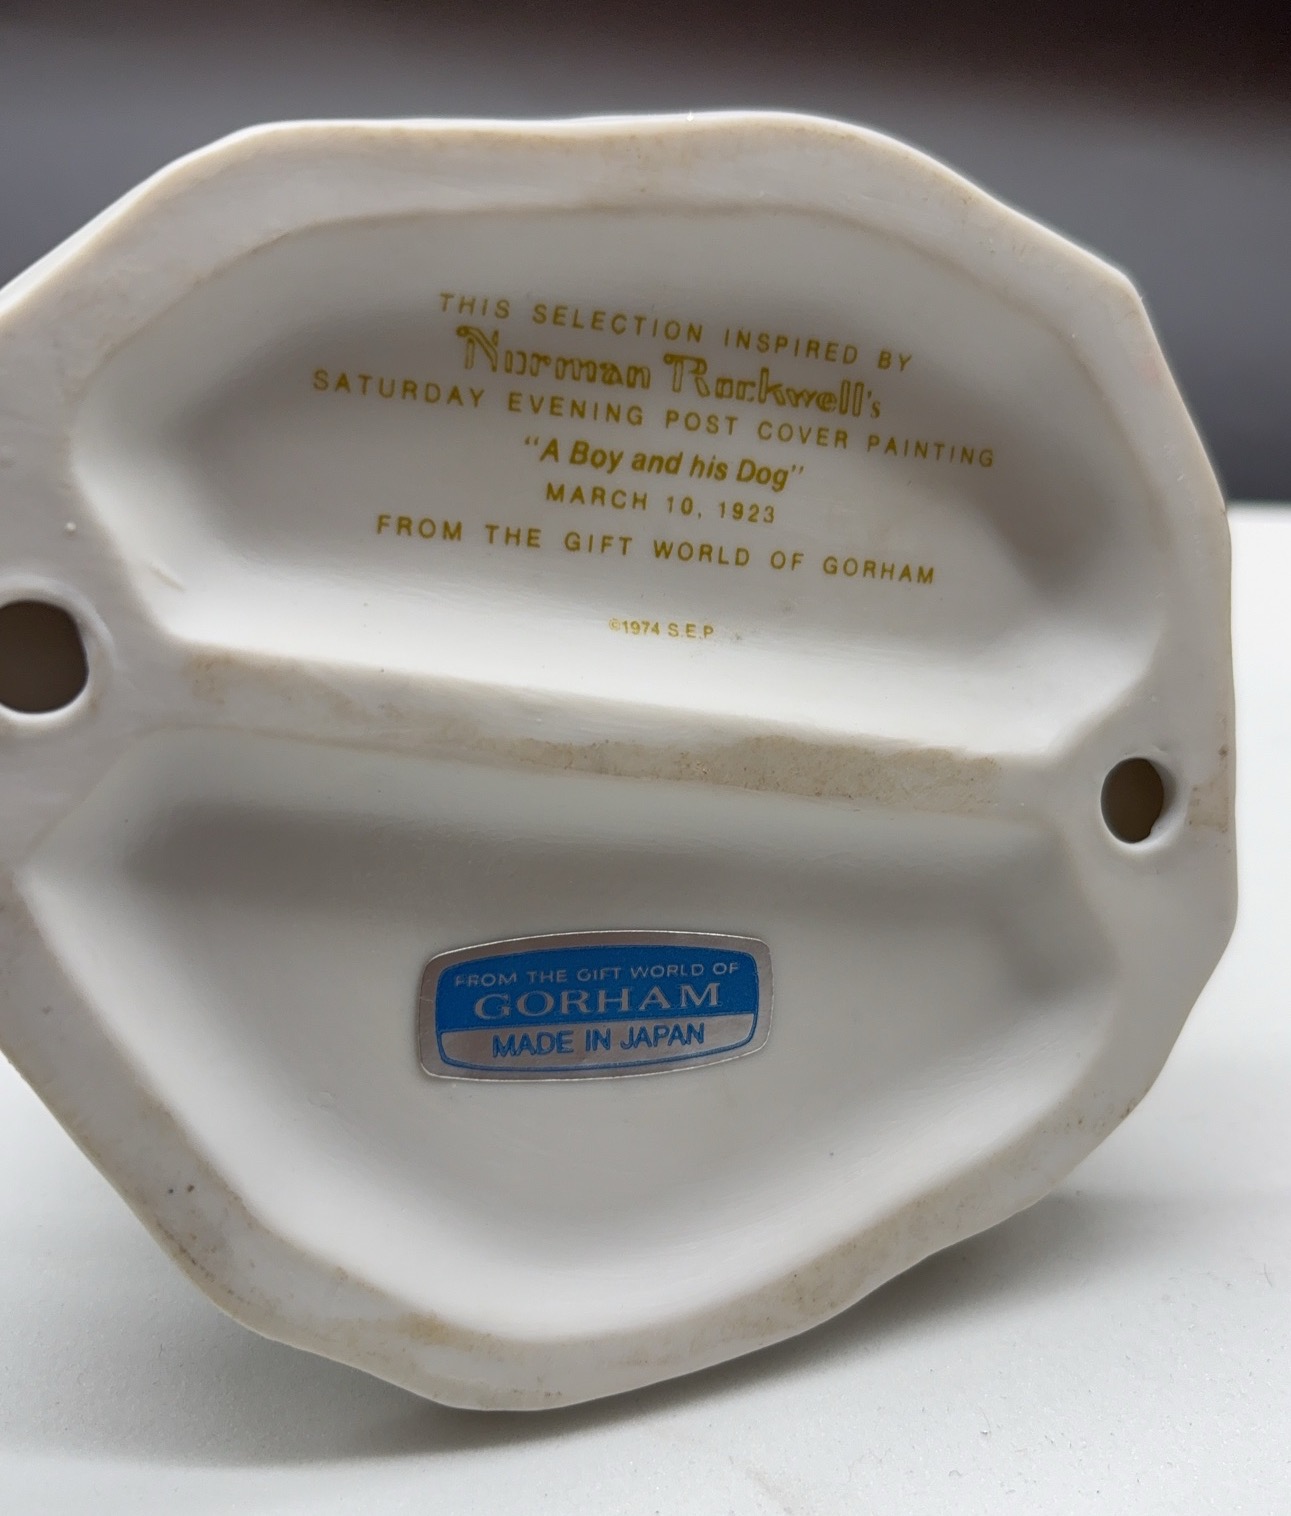 THIS SELECTION INSPIRED BY
Norman Rockwell's
SATURDAY EVENING POST COVER PAINTING
"A Boy and his Dog"
MARCH 10, 1923
FROM THE GIFT WORLD OF GORHAM
©1974 S.E.P.
FROM THE GIFT WORLD OF
GORHAM
MADE IN JAPAN